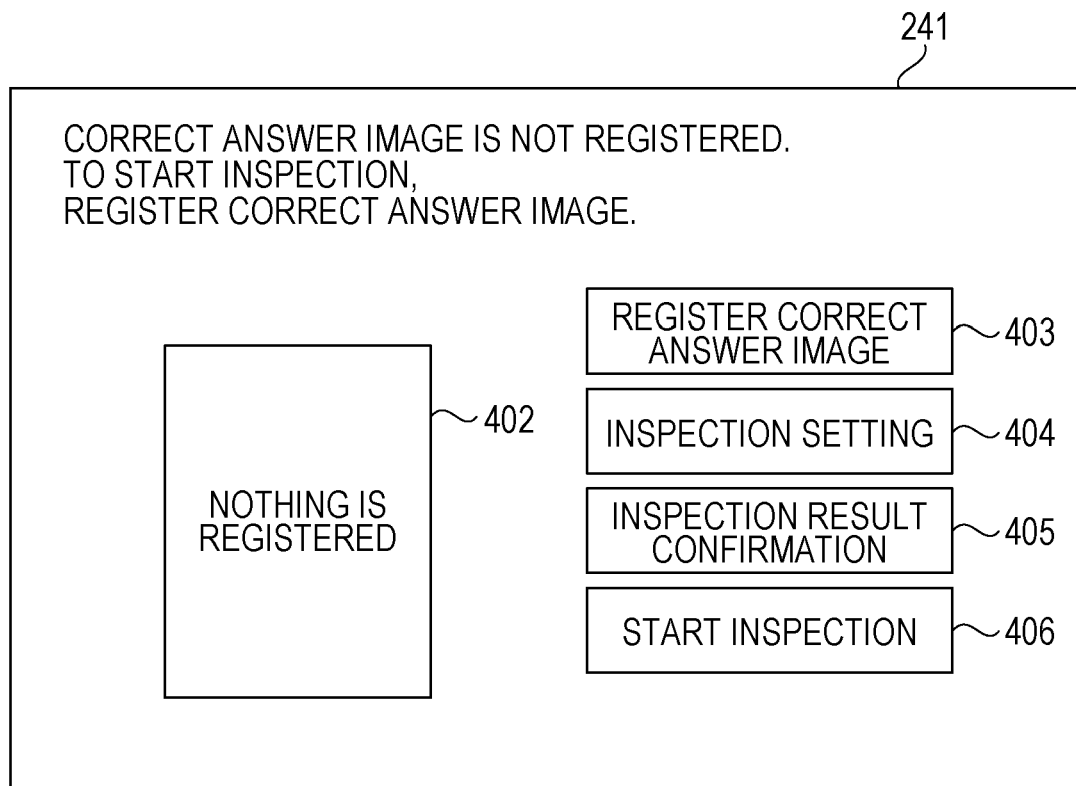 241
CORRECT ANSWER IMAGE IS NOT REGISTERED.
TO START INSPECTION,
REGISTER CORRECT ANSWER IMAGE.
NOTHING IS
REGISTERED
402
REGISTER CORRECT
ANSWER IMAGE
403
INSPECTION SETTING
404
INSPECTION RESULT
CONFIRMATION
405
START INSPECTION
406